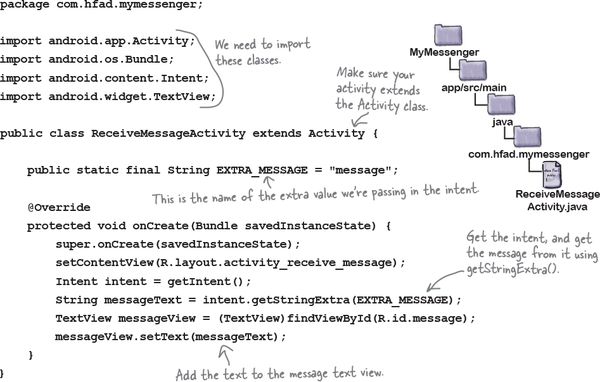 package com.hfad.mymessenger;
import android.app.Activity;
import android.os.Bundle;
import android.content.Intent;
import android.widget.TextView;
We need to import
these classes.
Make sure your
activity extends
the Activity class.
MyMessenger
app/src/main
java
com.hfad.mymessenger
ReceiveMessage
Activity.java
public class ReceiveMessageActivity extends Activity {
public static final String EXTRA_MESSAGE = "message";
This is the name of the extra value we're passing in the intent.
@Override
protected void onCreate(Bundle savedInstanceState) {
super.onCreate(savedInstanceState);
setContentView(R.layout.activity_receive_message);
Intent intent = getIntent();
String messageText = intent.getStringExtra(EXTRA_MESSAGE);
TextView messageView = (TextView)findViewById(R.id.message);
messageView.setText(messageText);
}
}
Get the intent, and get
the message from it using
getStringExtra().
Add the text to the message text view.